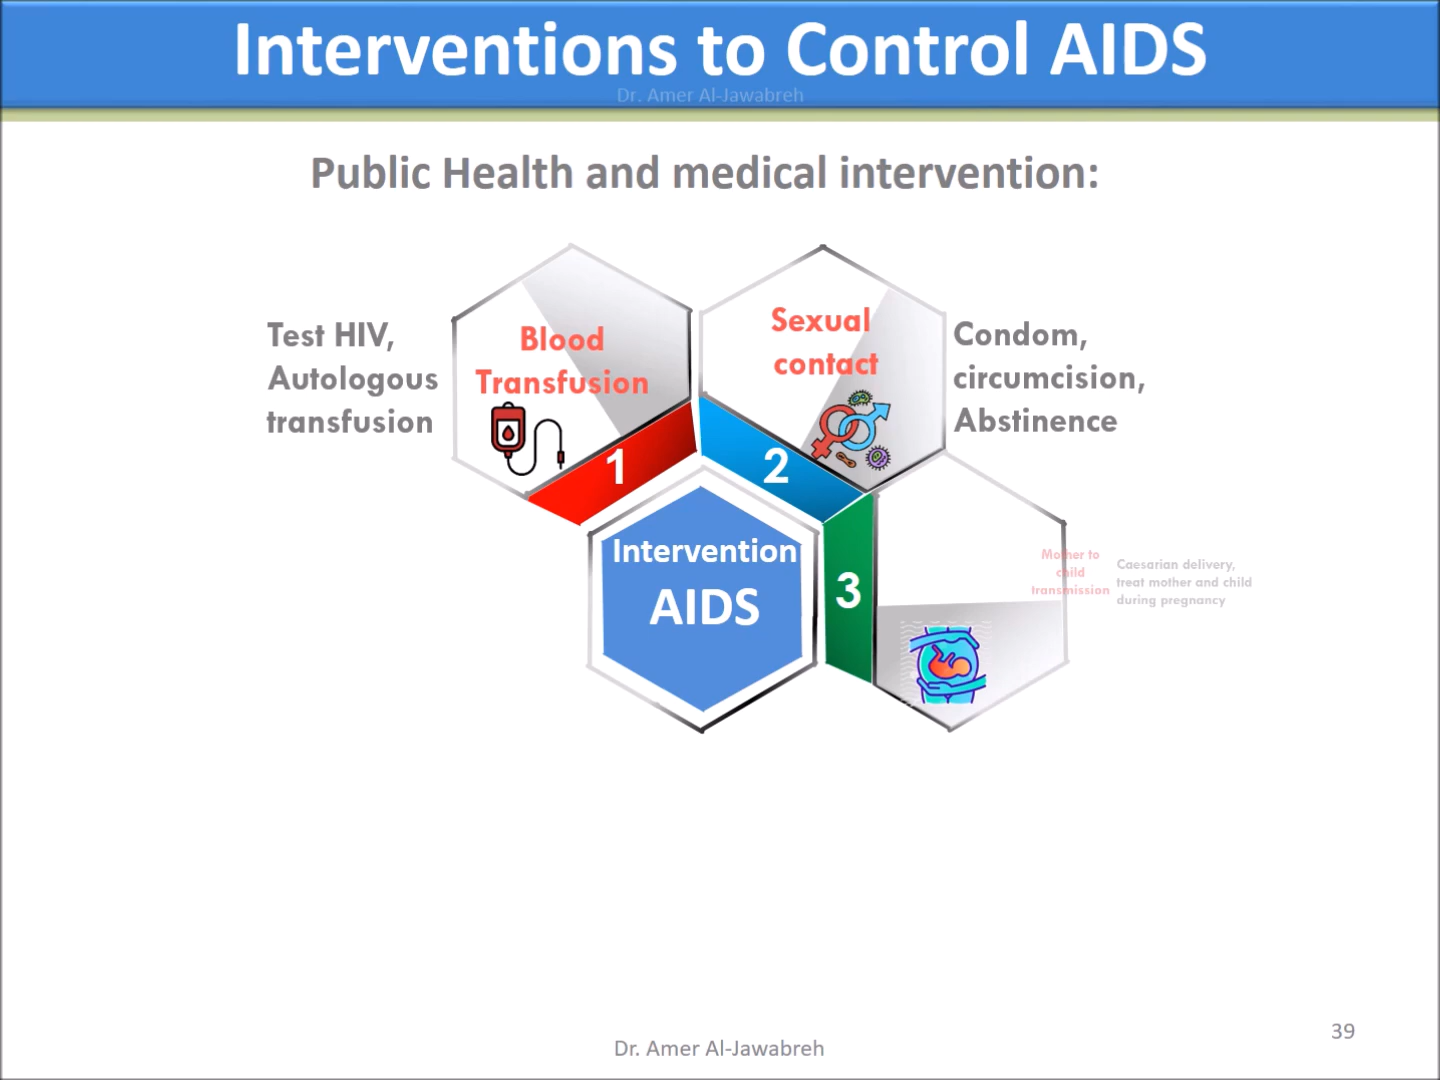 Interventions to Control AIDS
Dr. Amer Al-Jawabreh
Public Health and medical intervention:
Test HIV,
Autologous
transfusion
Blood
Transfusion
1
Sexual
contact
2
Condom,
circumcision,
Abstinence
Intervention
AIDS
3
Mother to
child
transmission
Caesarian delivery,
treat mother and child
during pregnancy
Dr. Amer Al-Jawabreh
39